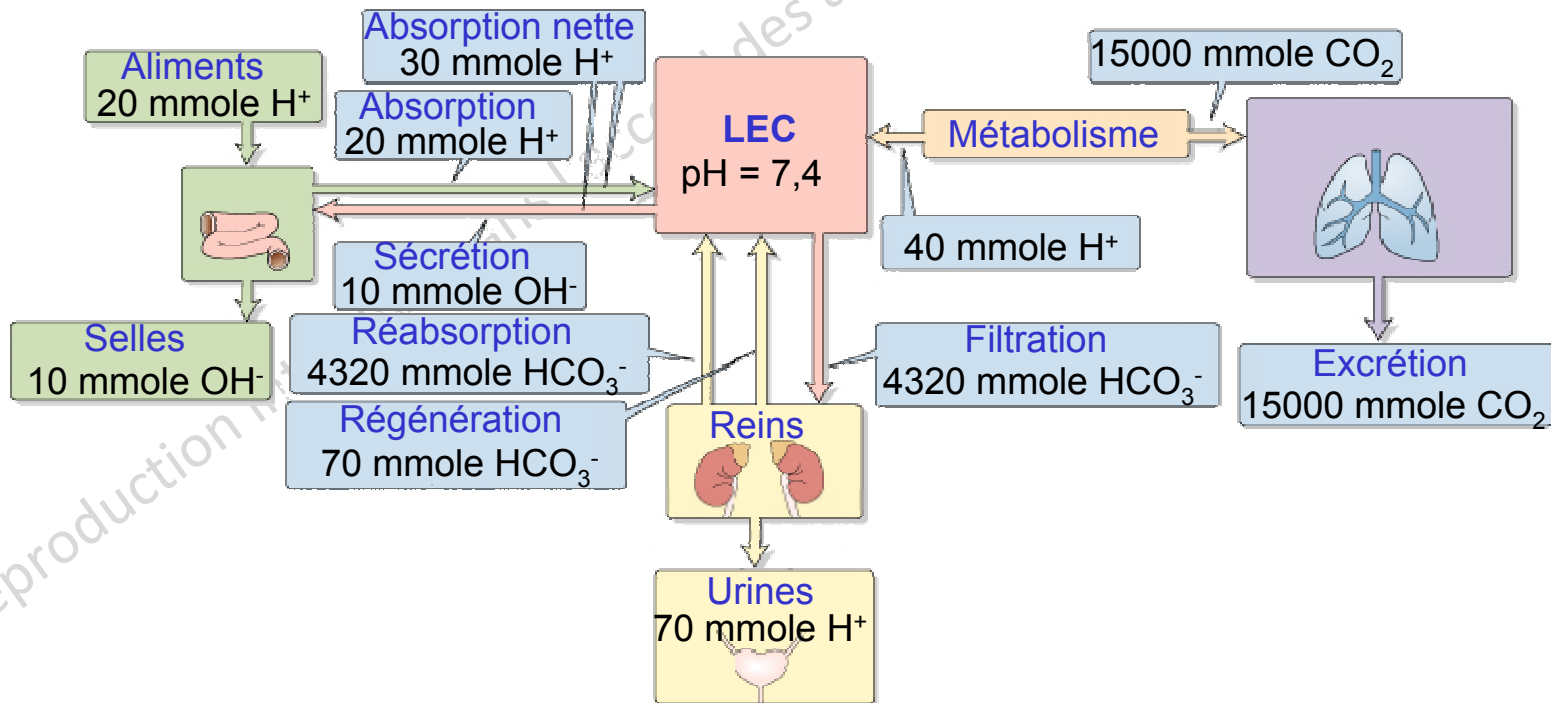 Absorption nette
30 mmole H⁺
Aliments
20 mmole H⁺
Absorption
20 mmole H⁺
LEC
pH = 7,4
Métabolisme
15000 mmole CO₂
40 mmole H⁺
Sécrétion
10 mmole OH⁻
Selles
10 mmole OH⁻
Réabsorption
4320 mmole HCO₃⁻
Régénération
70 mmole HCO₃⁻
Filtration
4320 mmole HCO₃⁻
Excrétion
15000 mmole CO₂
Reins
Urines
70 mmole H⁺